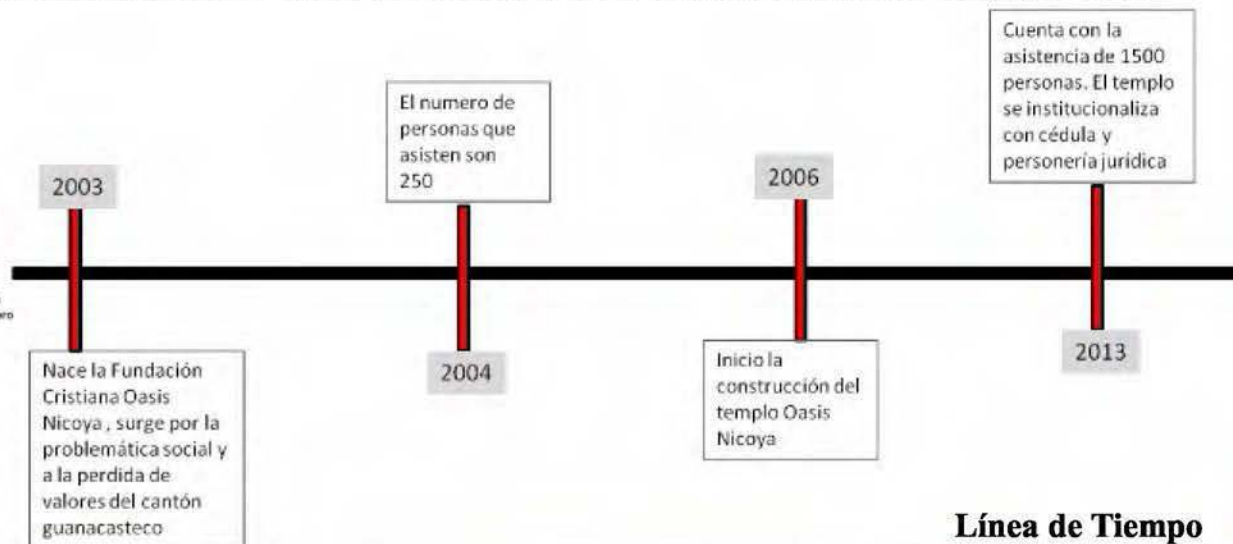 2003
Nace la Fundación
Cristiana Oasis
Nicoya , surge por la
problemática social y
a la perdida de
valores del cantón
guanacasteco
El numero de
personas que
asisten son
250
2004
2006
Inicio la
construcción del
templo Oasis
Nicoya
Cuenta con la
asistencia de 1500
personas. El templo
se institucionaliza
con cédula y
personería jurídica
2013
Línea de Tiempo